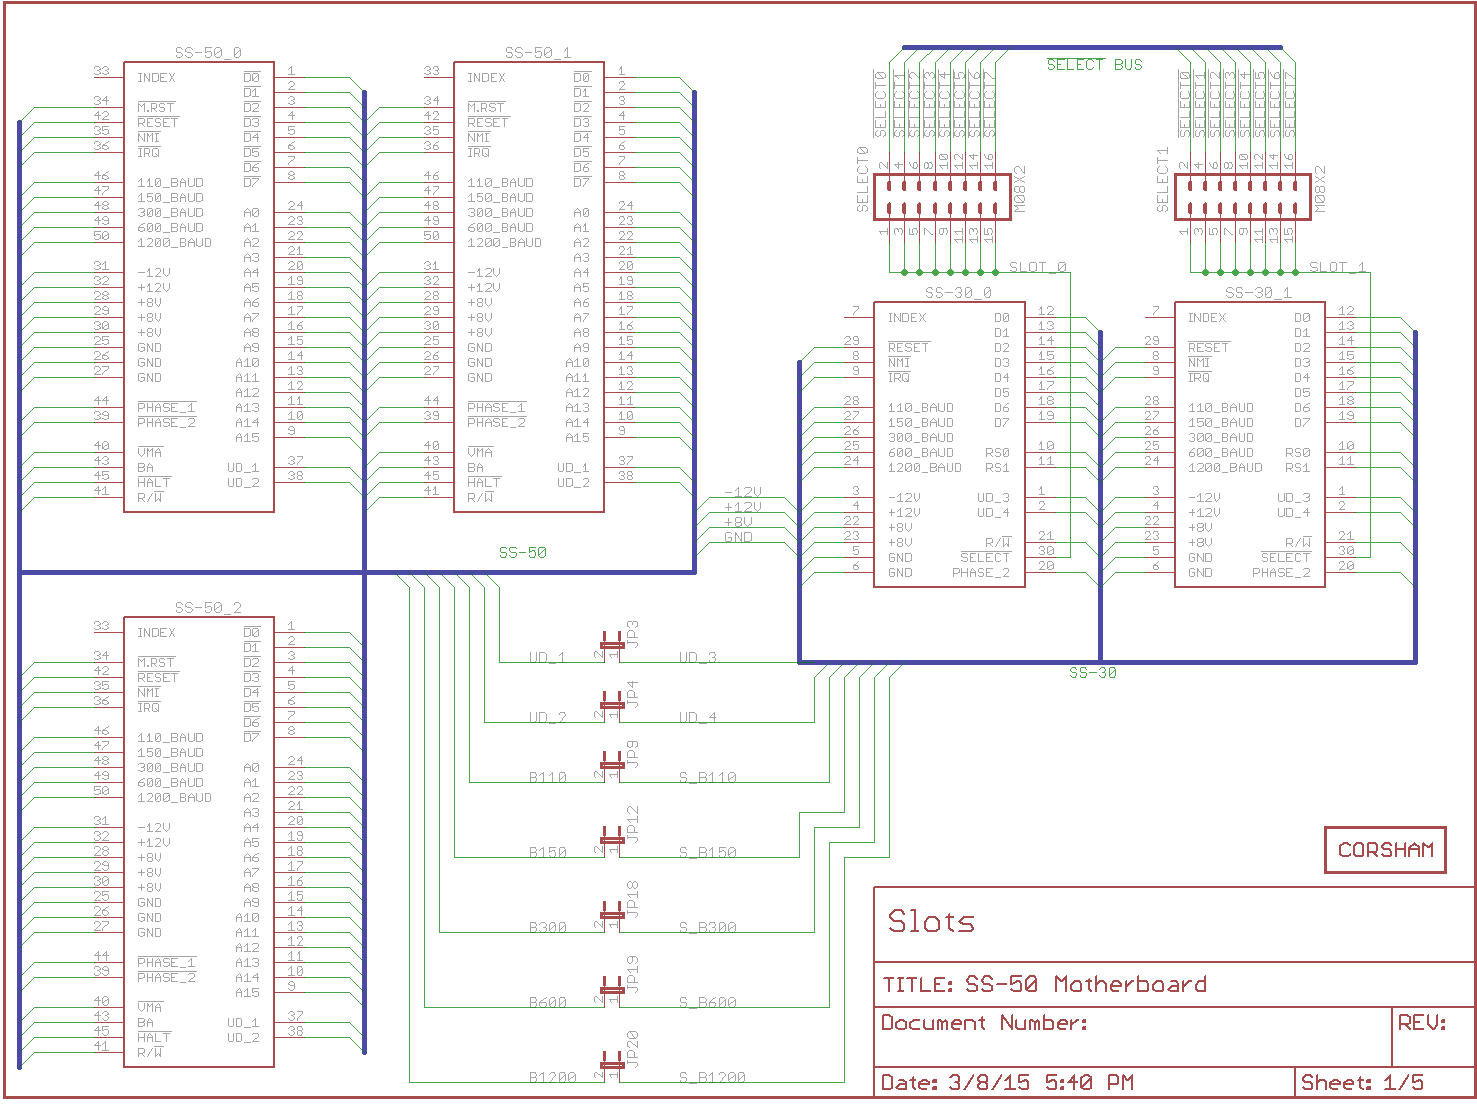 SS-50_0
33 INDEX D0 1
D1 2
34 M.RST D2 3
42 RESET D3 4
35 NMI D4 5
36 IRQ D5 6
D6 7
46 110_BAUD D7 8
47 150_BAUD
48 300_BAUD A0 24
49 600_BAUD A1 23
50 1200_BAUD A2 22
A3 21
31 -12V A4 20
32 +12V A5 19
28 +8V A6 18
29 +8V A7 17
30 +8V A8 16
25 GND A9 15
26 GND A10 14
27 GND A11 13
A12 12
44 PHASE_1 A13 11
39 PHASE_2 A14 10
A15 9
40 VMA
43 BA UD_1 37
45 HALT UD_2 38
41 R/W
SS-50_1
33 INDEX D0 1
D1 2
34 M.RST D2 3
42 RESET D3 4
35 NMI D4 5
36 IRQ D5 6
D6 7
46 110_BAUD D7 8
47 150_BAUD
48 300_BAUD A0 24
49 600_BAUD A1 23
50 1200_BAUD A2 22
A3 21
31 -12V A4 20
32 +12V A5 19
28 +8V A6 18
29 +8V A7 17
30 +8V A8 16
25 GND A9 15
26 GND A10 14
27 GND A11 13
A12 12
44 PHASE_1 A13 11
39 PHASE_2 A14 10
A15 9
40 VMA
43 BA UD_1 37
45 HALT UD_2 38
41 R/W
SS-50
SELECT BUS
SELECT0 SELECT1 SELECT2 SELECT3 SELECT4 SELECT5 SELECT6 SELECT7
2 4 6 8 10 12 14 16
SELECT0 M08X2
1 3 5 7 9 11 13 15
SLOT_0
SELECT0 SELECT1 SELECT2 SELECT3 SELECT4 SELECT5 SELECT6 SELECT7
2 4 6 8 10 12 14 16
SELECT1 M08X2
1 3 5 7 9 11 13 15
SLOT_1
-12V
+12V
+8V
GND
SS-30_0
7 INDEX D0 12
D1 13
29 RESET D2 14
8 NMI D3 15
9 IRQ D4 16
D5 17
28 110_BAUD D6 18
27 150_BAUD D7 19
26 300_BAUD
25 600_BAUD RS0 10
24 1200_BAUD RS1 11
3 -12V UD_3 1
4 +12V UD_4 2
22 +8V
23 +8V R/W 21
5 GND SELECT 30
6 GND PHASE_2 20
SS-30_1
7 INDEX D0 12
D1 13
29 RESET D2 14
8 NMI D3 15
9 IRQ D4 16
D5 17
28 110_BAUD D6 18
27 150_BAUD D7 19
26 300_BAUD
25 600_BAUD RS0 10
24 1200_BAUD RS1 11
3 -12V UD_3 1
4 +12V UD_4 2
22 +8V
23 +8V R/W 21
5 GND SELECT 30
6 GND PHASE_2 20
SS-30
SS-50_2
33 INDEX D0 1
D1 2
34 M.RST D2 3
42 RESET D3 4
35 NMI D4 5
36 IRQ D5 6
D6 7
46 110_BAUD D7 8
47 150_BAUD
48 300_BAUD A0 24
49 600_BAUD A1 23
50 1200_BAUD A2 22
A3 21
31 -12V A4 20
32 +12V A5 19
28 +8V A6 18
29 +8V A7 17
30 +8V A8 16
25 GND A9 15
26 GND A10 14
27 GND A11 13
A12 12
44 PHASE_1 A13 11
39 PHASE_2 A14 10
A15 9
40 VMA
43 BA UD_1 37
45 HALT UD_2 38
41 R/W
UD_1 2 1 JP3 UD_3
UD_2 2 1 JP4 UD_4
B110 2 1 JP9 S_B110
B150 2 1 JP12 S_B150
B300 2 1 JP18 S_B300
B600 2 1 JP19 S_B600
B1200 2 1 JP20 S_B1200
CORSHAM
Slots
TITLE: SS-50 Motherboard
Document Number:
REV:
Date: 3/8/15 5:40 PM
Sheet: 1/5